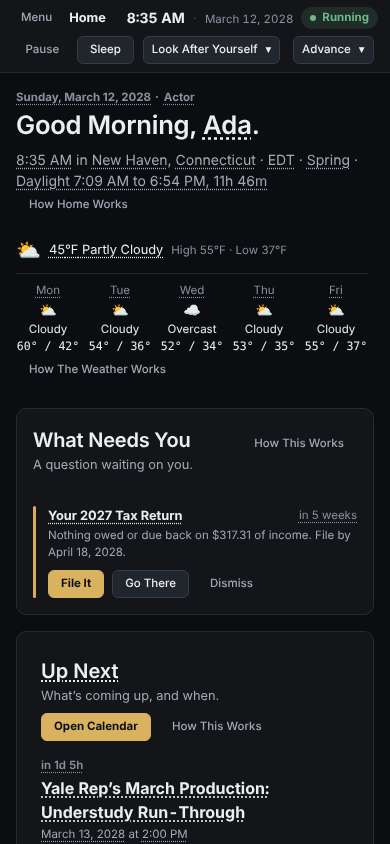 Menu Home 8:35 AM · March 12, 2028 Running
Pause Sleep Look After Yourself ▾ Advance ▾
Sunday, March 12, 2028 · Actor
Good Morning, Ada.
8:35 AM in New Haven, Connecticut · EDT · Spring ·
Daylight 7:09 AM to 6:54 PM, 11h 46m
How Home Works
45°F Partly Cloudy High 55°F · Low 37°F
Mon Tue Wed Thu Fri
Cloudy Cloudy Overcast Cloudy Cloudy
60° / 42° 54° / 36° 52° / 34° 53° / 35° 55° / 37°
How The Weather Works
What Needs You How This Works
A question waiting on you.
Your 2027 Tax Return in 5 weeks
Nothing owed or due back on $317.31 of income. File by
April 18, 2028.
File It Go There Dismiss
Up Next
What's coming up, and when.
Open Calendar How This Works
in 1d 5h
Yale Rep's March Production:
Understudy Run-Through
March 13, 2028 at 2:00 PM